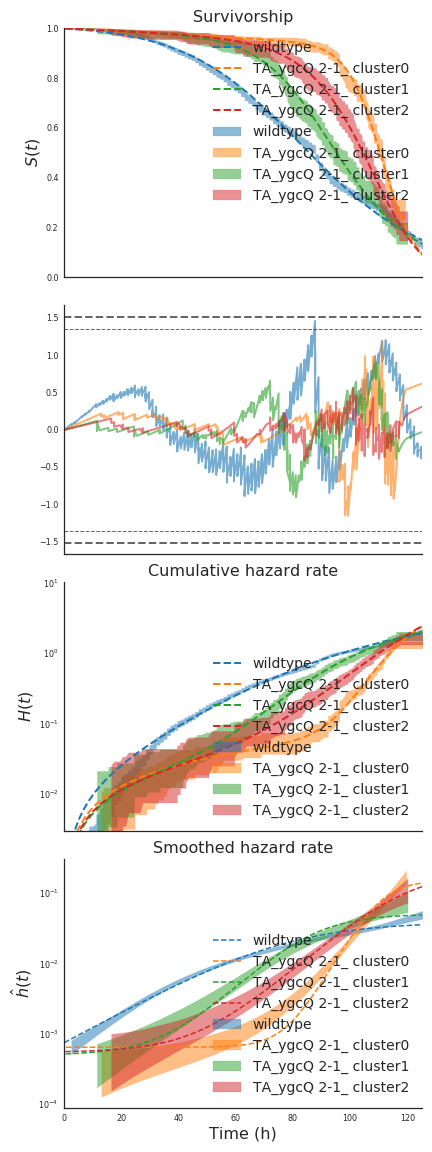 Survivorship
1.0
0.8
0.6
0.4
0.2
0.0
S(t)
wildtype
TA_ygcQ 2-1_ cluster0
TA_ygcQ 2-1_ cluster1
TA_ygcQ 2-1_ cluster2
wildtype
TA_ygcQ 2-1_ cluster0
TA_ygcQ 2-1_ cluster1
TA_ygcQ 2-1_ cluster2
1.5
1.0
0.5
0.0
−0.5
−1.0
−1.5
Cumulative hazard rate
10¹
10⁰
10⁻¹
10⁻²
H(t)
wildtype
TA_ygcQ 2-1_ cluster0
TA_ygcQ 2-1_ cluster1
TA_ygcQ 2-1_ cluster2
wildtype
TA_ygcQ 2-1_ cluster0
TA_ygcQ 2-1_ cluster1
TA_ygcQ 2-1_ cluster2
Smoothed hazard rate
10⁻¹
10⁻²
10⁻³
10⁻⁴
ĥ(t)
wildtype
TA_ygcQ 2-1_ cluster0
TA_ygcQ 2-1_ cluster1
TA_ygcQ 2-1_ cluster2
wildtype
TA_ygcQ 2-1_ cluster0
TA_ygcQ 2-1_ cluster1
TA_ygcQ 2-1_ cluster2
0 20 40 60 80 100 120
Time (h)